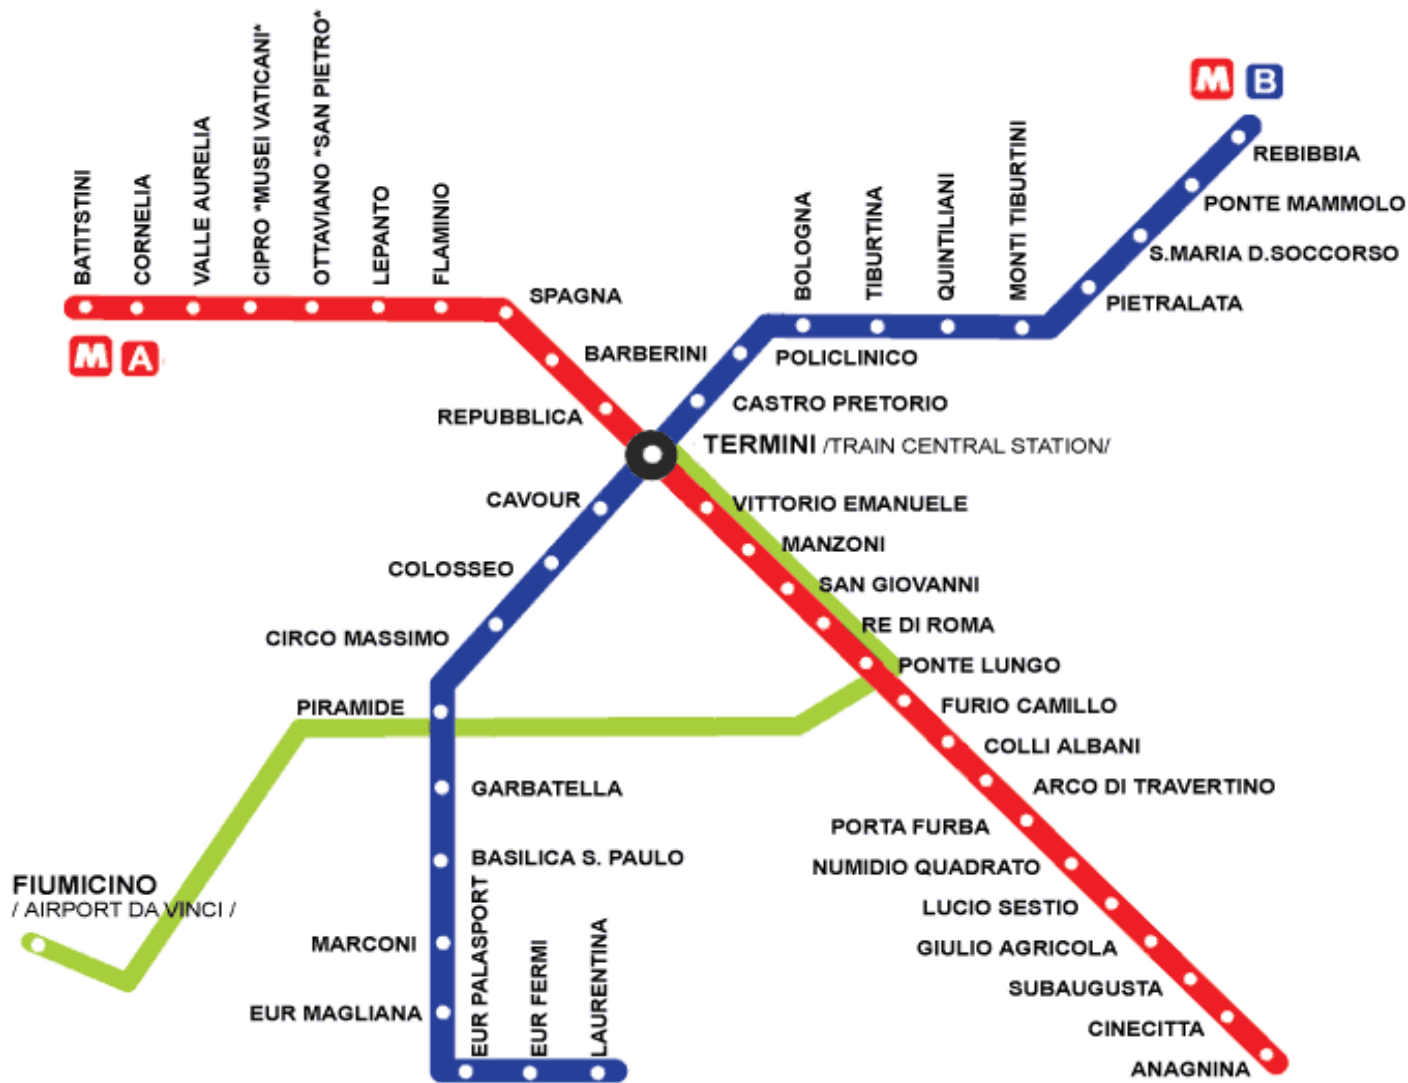 BATITSTINI
CORNELIA
VALLE AURELIA
CIPRO "MUSEI VATICANI"
OTTAVIANO "SAN PIETRO"
LEPANTO
FLAMINIO
SPAGNA
BARBERINI
REPUBBLICA
M A
M B
REBIBBIA
PONTE MAMMOLO
S.MARIA D.SOCCORSO
PIETRALATA
MONTI TIBURTINI
QUINTILIANI
TIBURTINA
BOLOGNA
POLICLINICO
CASTRO PRETORIO
TERMINI /TRAIN CENTRAL STATION/
VITTORIO EMANUELE
MANZONI
SAN GIOVANNI
RE DI ROMA
PONTE LUNGO
FURIO CAMILLO
COLLI ALBANI
ARCO DI TRAVERTINO
PORTA FURBA
NUMIDIO QUADRATO
LUCIO SESTIO
GIULIO AGRICOLA
SUBAUGUSTA
CINECITTA
ANAGNINA
CAVOUR
COLOSSEO
CIRCO MASSIMO
PIRAMIDE
GARBATELLA
BASILICA S. PAULO
MARCONI
EUR MAGLIANA
EUR PALASPORT
EUR FERMI
LAURENTINA
FIUMICINO
/ AIRPORT DA VINCI /